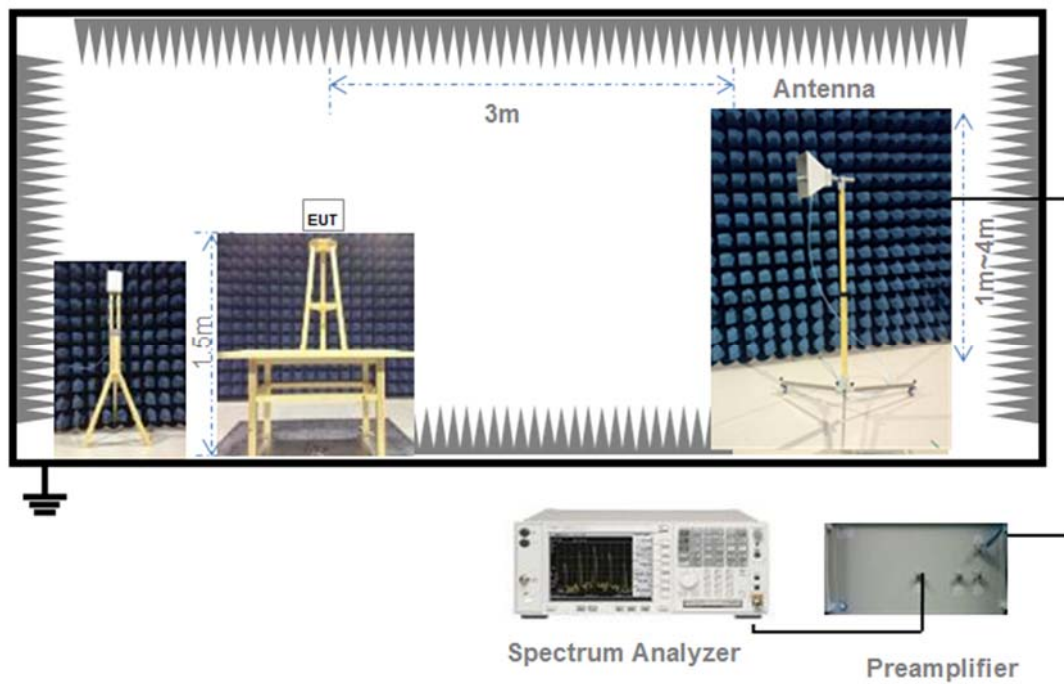 Antenna
3m
EUT
1.5m
1m~4m
Spectrum Analyzer
Preamplifier